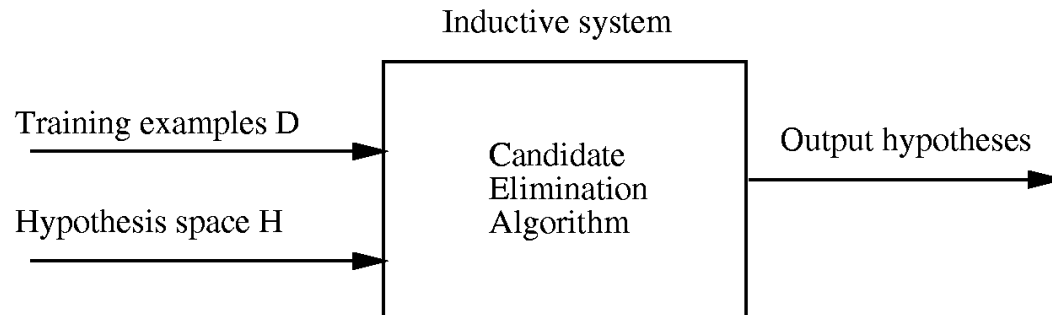 Inductive system
Training examples D
Hypothesis space H
Candidate
Elimination
Algorithm
Output hypotheses